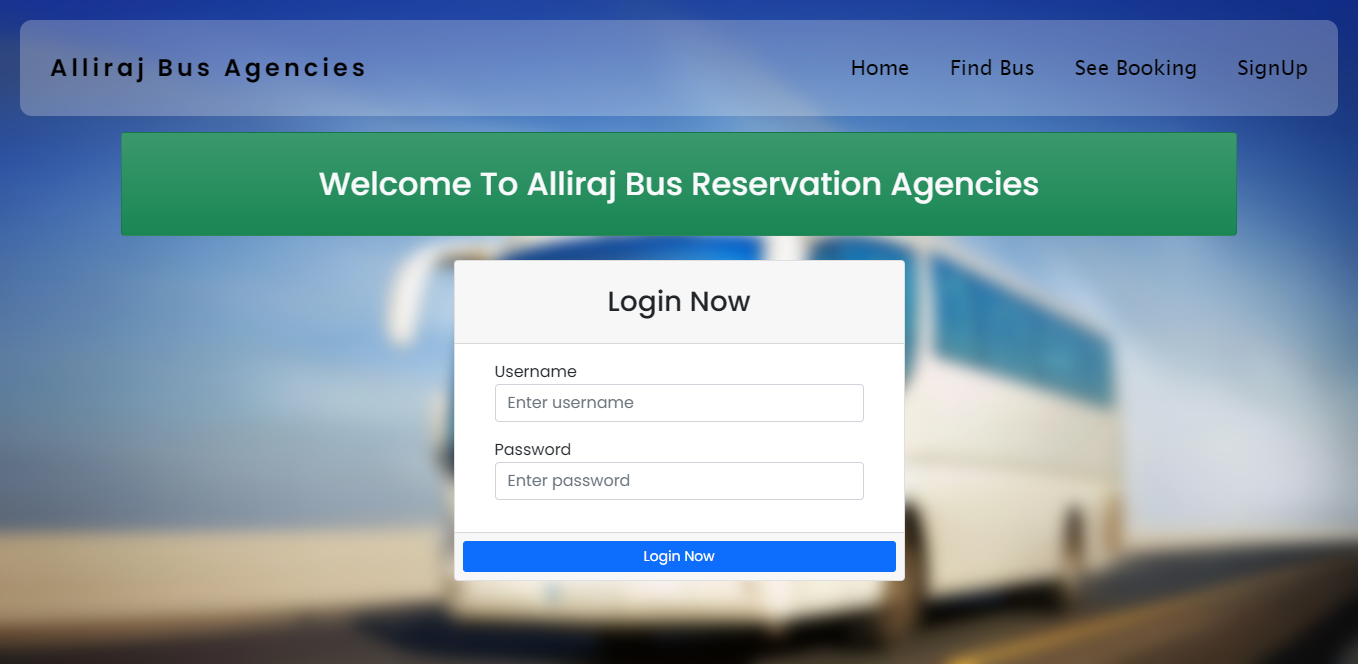 Alliraj Bus Agencies
Home Find Bus See Booking SignUp
Welcome To Alliraj Bus Reservation Agencies
Login Now
Username
Enter username
Password
Enter password
Login Now